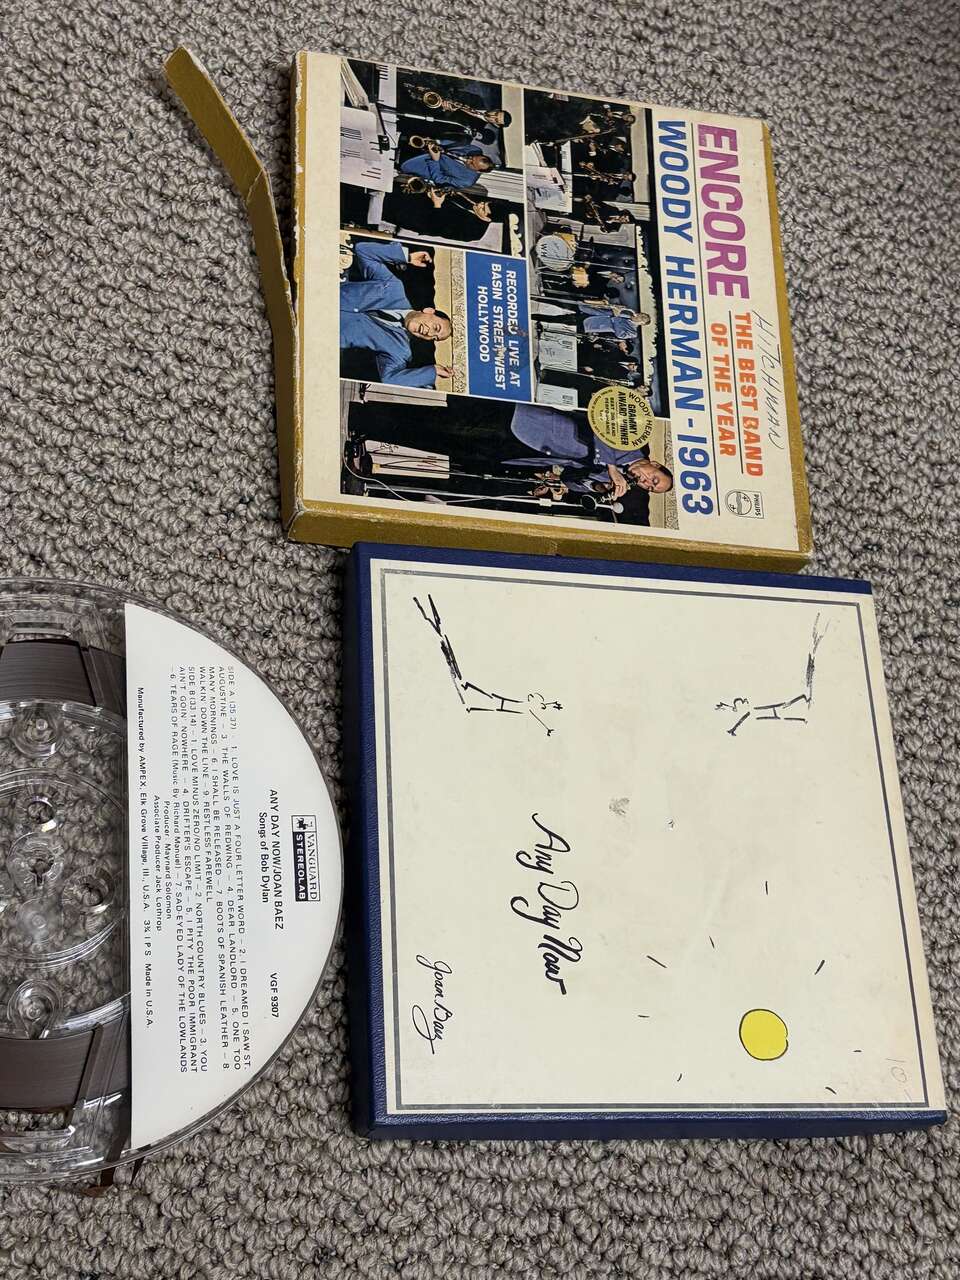 ENCORE
HITCHMAN
THE BEST BAND
OF THE YEAR
WOODY HERMAN-1963
PHILIPS
WOODY HERMAN
GRAMMY
AWARD WINNER
BEST BIG BAND
PERFORMANCE
RECORDED LIVE AT
BASIN STREET WEST
HOLLYWOOD
Any Day Now
Joan Baez
10
VANGUARD
STEREOLAB
ANY DAY NOW/JOAN BAEZ
VGF 9307
Songs of Bob Dylan
SIDE A (35:37) - 1. LOVE IS JUST A FOUR LETTER WORD - 2. I DREAMED I SAW ST.
AUGUSTINE - 3. THE WALLS OF REDWING - 4. DEAR LANDLORD - 5. ONE TOO
MANY MORNINGS - 6. I SHALL BE RELEASED - 7. BOOTS OF SPANISH LEATHER - 8.
WALKIN' DOWN THE LINE - 9. RESTLESS FAREWELL
SIDE B (33:14) - 1. LOVE MINUS ZERO/NO LIMIT - 2. NORTH COUNTRY BLUES - 3. YOU
AIN'T GOIN' NOWHERE - 4. DRIFTER'S ESCAPE - 5. I PITY THE POOR IMMIGRANT
- 6. TEARS OF RAGE (Music By Richard Manuel) - 7. SAD-EYED LADY OF THE LOWLANDS
Producer: Maynard Solomon
Associate Producer: Jack Lothrop
Manufactured by AMPEX, Elk Grove Village, Ill., U.S.A. 3¾ I P S Made in U.S.A.